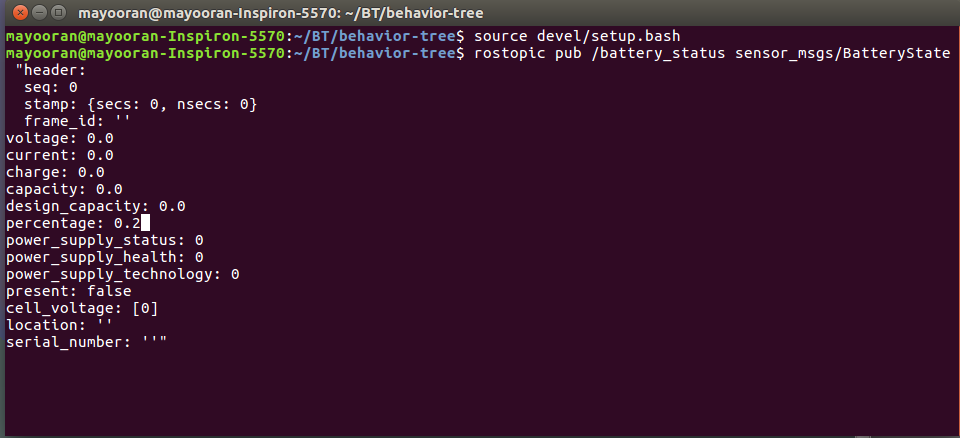 mayooran@mayooran-Inspiron-5570: ~/BT/behavior-tree
mayooran@mayooran-Inspiron-5570:~/BT/behavior-tree$ source devel/setup.bash
mayooran@mayooran-Inspiron-5570:~/BT/behavior-tree$ rostopic pub /battery_status sensor_msgs/BatteryState
 "header:
  seq: 0
  stamp: {secs: 0, nsecs: 0}
  frame_id: ''
voltage: 0.0
current: 0.0
charge: 0.0
capacity: 0.0
design_capacity: 0.0
percentage: 0.2
power_supply_status: 0
power_supply_health: 0
power_supply_technology: 0
present: false
cell_voltage: [0]
location: ''
serial_number: ''"